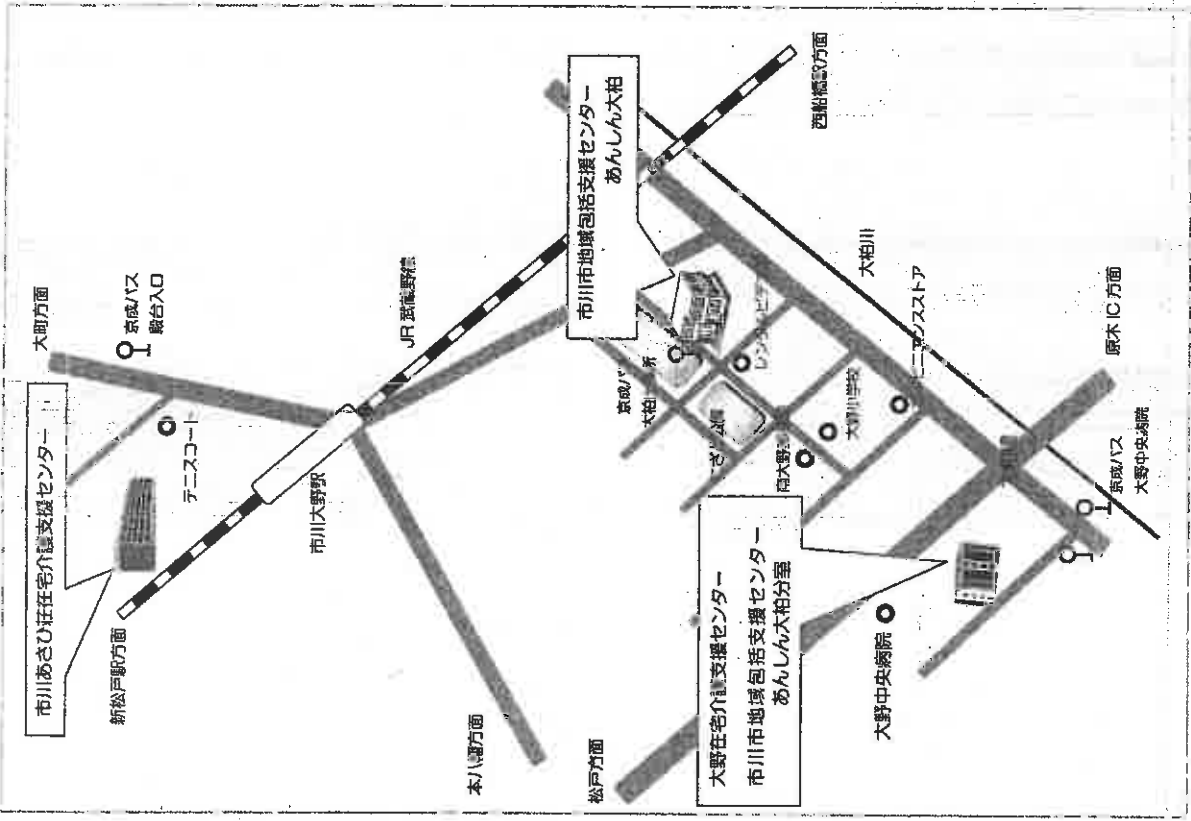 市川あさひ荘在宅介護支援センター
大町方面
京成バス
駿台入口
テニスコート
新松戸駅方面
市川大野駅
JR 武蔵野線
本八幡方面
西船橋駅方面
市川市地域包括支援センター
あんしん大柏
松戸方面
大野在宅介護支援センター
市川市地域包括支援センター
あんしん大柏分室
大野中央病院
大野小学校
大柏川
原木 IC 方面
京成バス
大野中央病院